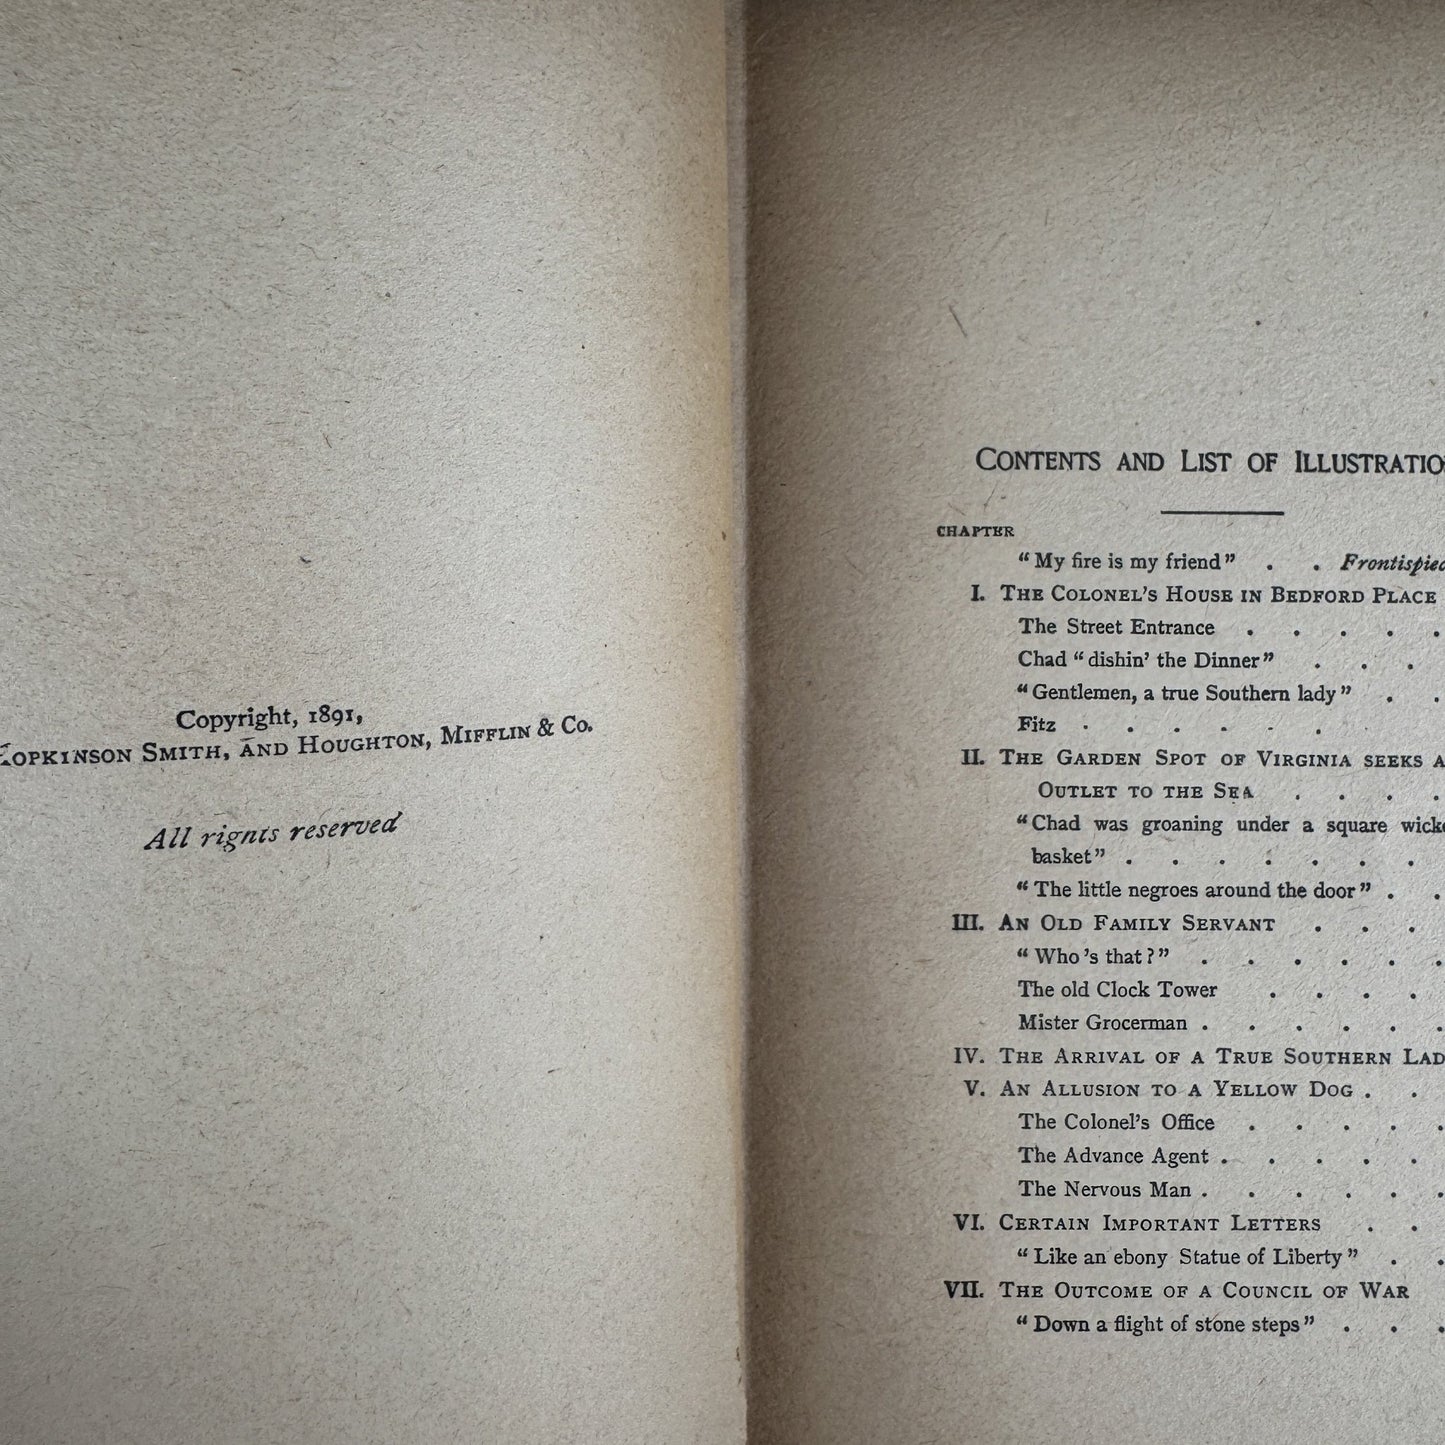 Copyright, 1891,
HOPKINSON SMITH, AND HOUGHTON, MIFFLIN & CO.
All rights reserved
CONTENTS AND LIST OF ILLUSTRATIO
CHAPTER
“My fire is my friend” . . Frontispiec
I. THE COLONEL'S HOUSE IN BEDFORD PLACE
The Street Entrance . . . . .
Chad “dishin' the Dinner” . . .
“Gentlemen, a true Southern lady” . .
Fitz . . . . . .
II. THE GARDEN SPOT OF VIRGINIA SEEKS A
OUTLET TO THE SEA . . . .
“Chad was groaning under a square wicke
basket” . . . . . . .
“The little negroes around the door” . .
III. AN OLD FAMILY SERVANT . . .
“Who's that?” . . . . . .
The old Clock Tower . . . .
Mister Grocerman . . . . . .
IV. THE ARRIVAL OF A TRUE SOUTHERN LAD
V. AN ALLUSION TO A YELLOW DOG . .
The Colonel's Office . . . . .
The Advance Agent . . . . .
The Nervous Man . . . . . .
VI. CERTAIN IMPORTANT LETTERS . .
“Like an ebony Statue of Liberty” . .
VII. THE OUTCOME OF A COUNCIL OF WAR
“Down a flight of stone steps” . . .